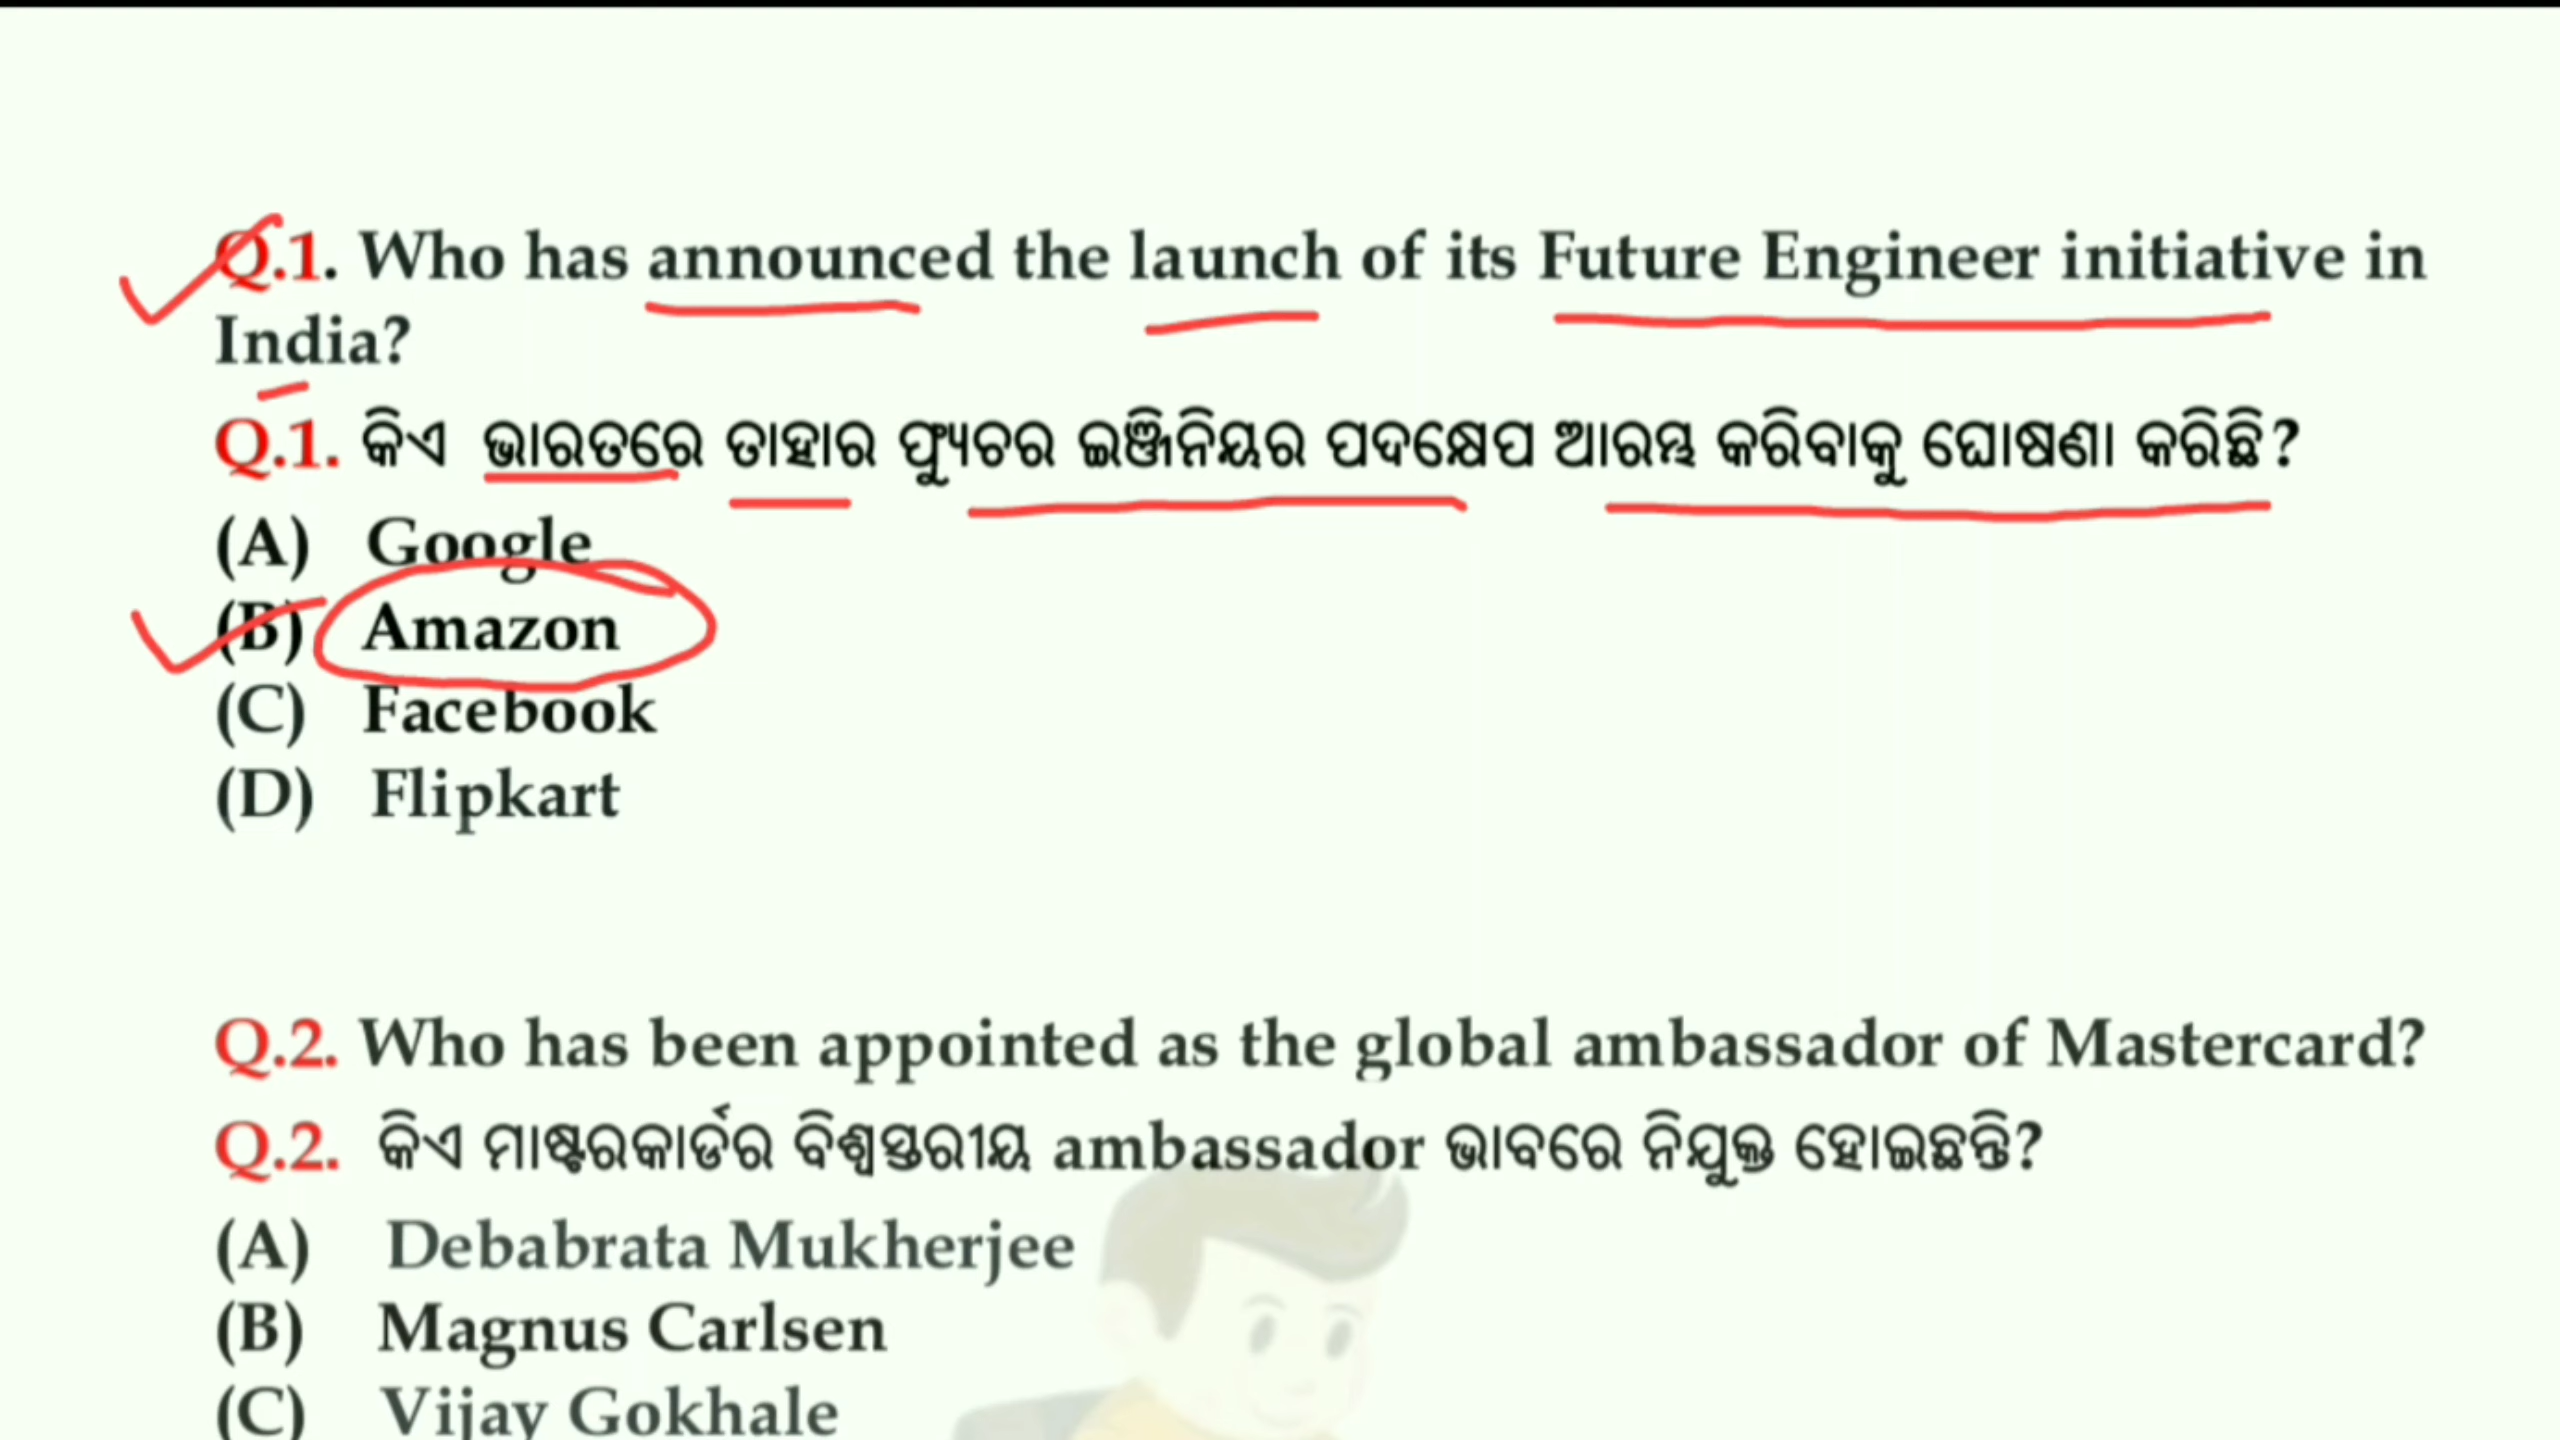 Q.1. Who has announced the launch of its Future Engineer initiative in
India?
Q.1. କିଏ ଭାରତରେ ତାହାର ଫ୍ୟୁଚର ଇଞ୍ଜିନିୟର ପଦକ୍ଷେପ ଆରମ୍ଭ କରିବାକୁ ଘୋଷଣା କରିଛି?
(A) Google
(B) Amazon
(C) Facebook
(D) Flipkart
Q.2. Who has been appointed as the global ambassador of Mastercard?
Q.2. କିଏ ମାଷ୍ଟରକାର୍ଡର ବିଶ୍ୱସ୍ତରୀୟ ambassador ଭାବରେ ନିଯୁକ୍ତ ହୋଇଛନ୍ତି?
(A) Debabrata Mukherjee
(B) Magnus Carlsen
(C) Vijay Gokhale